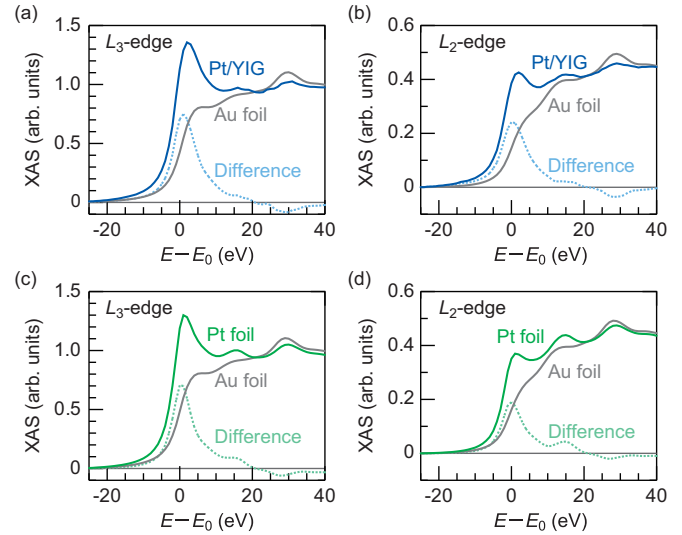 (a)
1.5
1.0
0.5
0
XAS (arb. units)
L3-edge
Pt/YIG
Au foil
Difference
-20 0 20 40
E−E0 (eV)
(b)
0.6
0.4
0.2
0
XAS (arb. units)
L2-edge
Pt/YIG
Au foil
Difference
-20 0 20 40
E−E0 (eV)
(c)
1.5
1.0
0.5
0
XAS (arb. units)
L3-edge
Pt foil
Au foil
Difference
-20 0 20 40
E−E0 (eV)
(d)
0.6
0.4
0.2
0
XAS (arb. units)
L2-edge
Pt foil
Au foil
Difference
-20 0 20 40
E−E0 (eV)